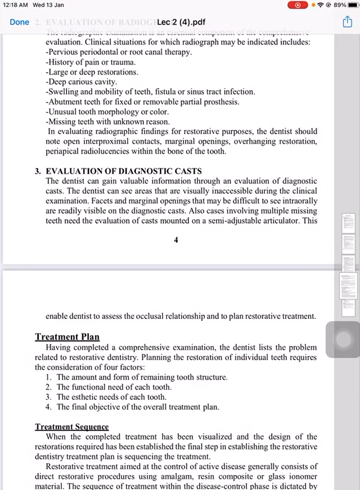 12:18 AM Wed 13 Jan
89%
Done
Lec 2 (4).pdf
2. EVALUATION OF RADIOG
evaluation. Clinical situations for which radiograph may be indicated includes:
-Pervious periodontal or root canal therapy.
-History of pain or trauma.
-Large or deep restorations.
-Deep carious cavity.
-Swelling and mobility of teeth, fistula or sinus tract infection.
-Abutment teeth for fixed or removable partial prosthesis.
-Unusual tooth morphology or color.
-Missing teeth with unknown reason.
In evaluating radiographic findings for restorative purposes, the dentist should
note open interproximal contacts, marginal openings, overhanging restoration,
periapical radiolucencies within the bone of the tooth.
3. EVALUATION OF DIAGNOSTIC CASTS
The dentist can gain valuable information through an evaluation of diagnostic
casts. The dentist can see areas that are visually inaccessible during the clinical
examination. Facets and marginal openings that may be difficult to see intraorally
are readily visible on the diagnostic casts. Also cases involving multiple missing
teeth need the evaluation of casts mounted on a semi-adjustable articulator. This
4
enable dentist to assess the occlusal relationship and to plan restorative treatment.
Treatment Plan
Having completed a comprehensive examination, the dentist lists the problem
related to restorative dentistry. Planning the restoration of individual teeth requires
the consideration of four factors:
1. The amount and form of remaining tooth structure.
2. The functional need of each tooth.
3. The esthetic needs of each tooth.
4. The final objective of the overall treatment plan.
Treatment Sequence
When the completed treatment has been visualized and the design of the
restorations required has been established the final step in establishing the restorative
dentistry treatment plan is sequencing the treatment.
Restorative treatment aimed at the control of active disease generally consists of
direct restorative procedures using amalgam, resin composite or glass ionomer
material. The sequence of treatment within the disease-control phase is dictated by